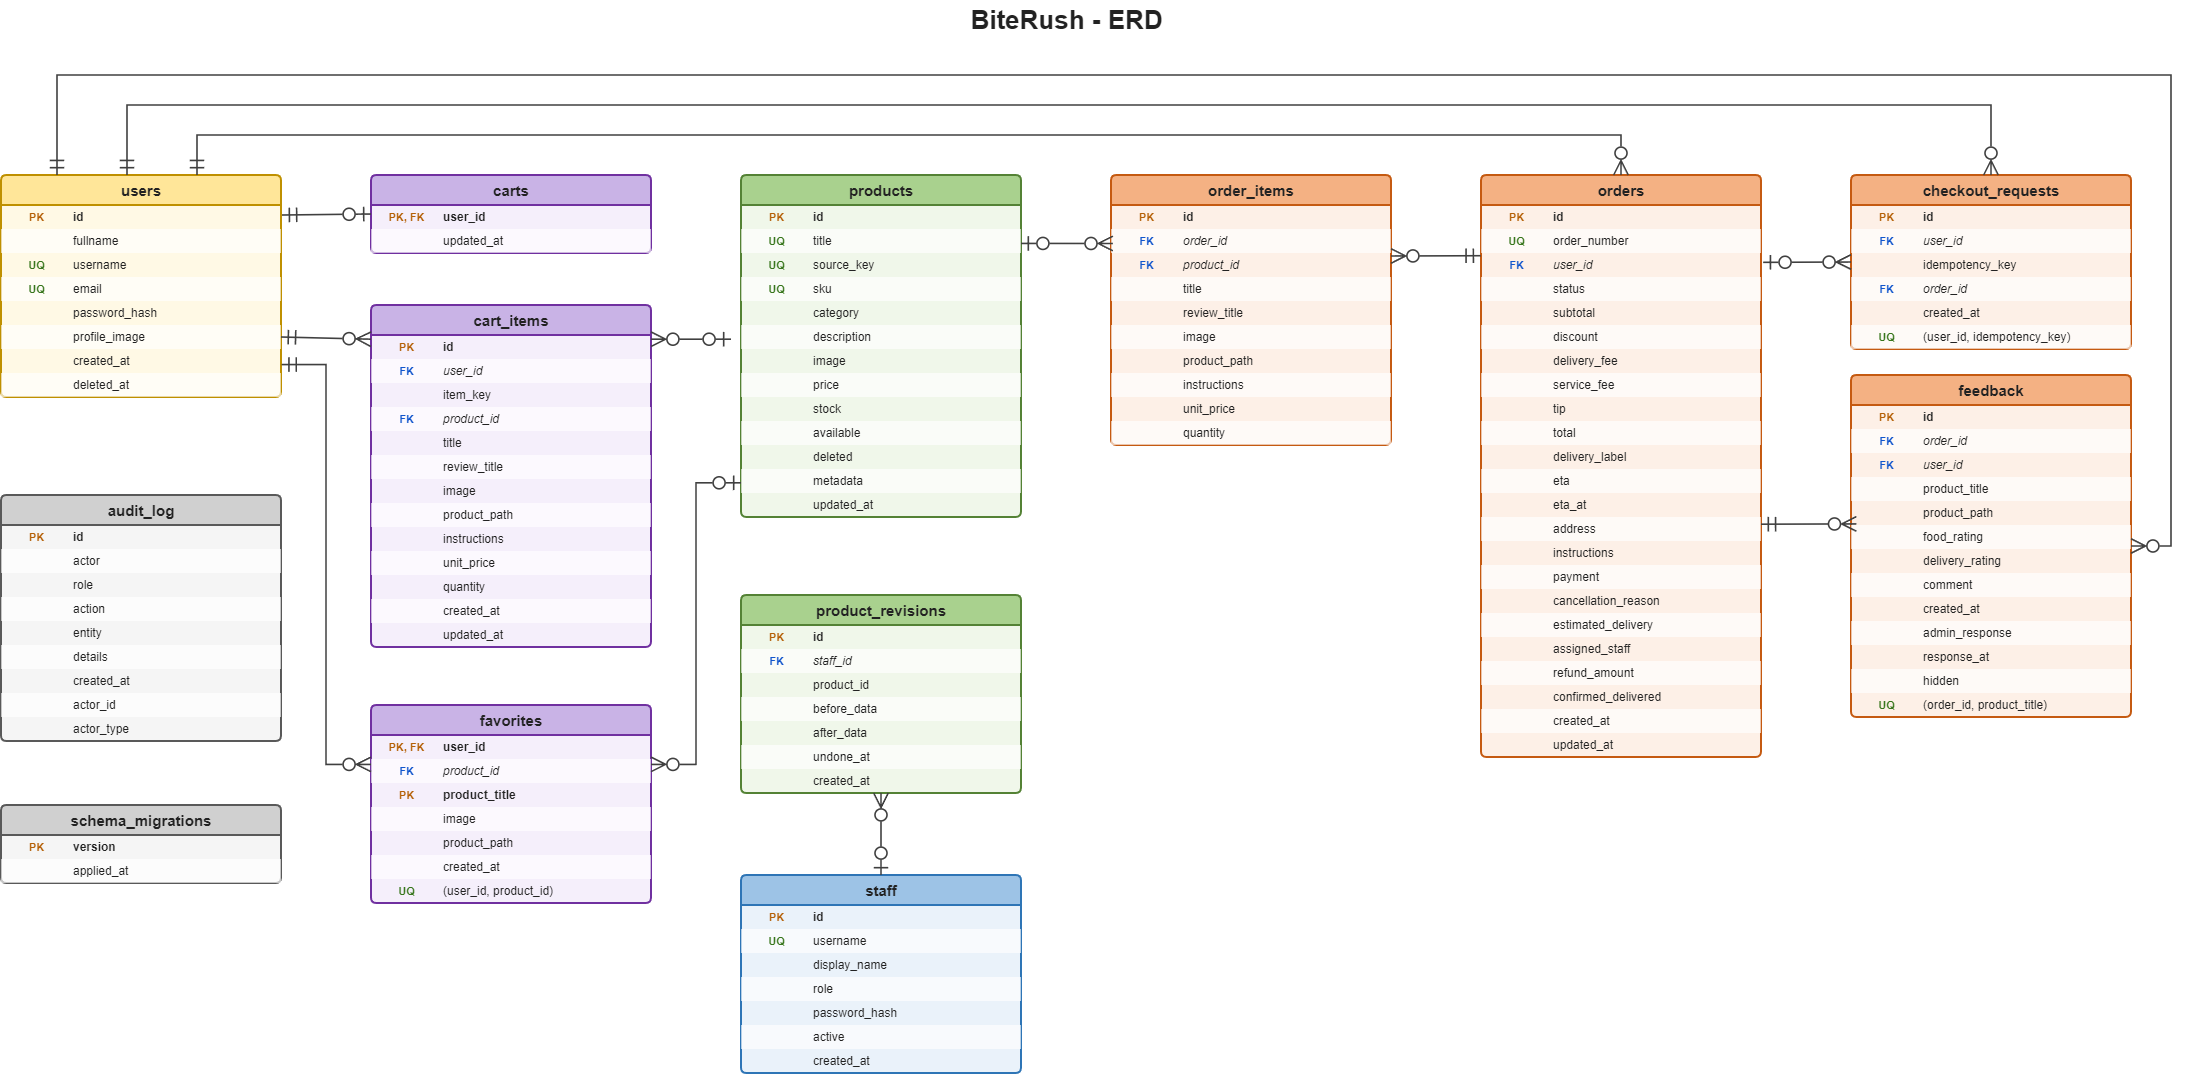 BiteRush - ERD
users
PK id
fullname
UQ username
UQ email
password_hash
profile_image
created_at
deleted_at
carts
PK, FK user_id
updated_at
cart_items
PK id
FK user_id
item_key
FK product_id
title
review_title
image
product_path
instructions
unit_price
quantity
created_at
updated_at
products
PK id
UQ title
UQ source_key
UQ sku
category
description
image
price
stock
available
deleted
metadata
updated_at
order_items
PK id
FK order_id
FK product_id
title
review_title
image
product_path
instructions
unit_price
quantity
orders
PK id
UQ order_number
FK user_id
status
subtotal
discount
delivery_fee
service_fee
tip
total
delivery_label
eta
eta_at
address
instructions
payment
cancellation_reason
estimated_delivery
assigned_staff
refund_amount
confirmed_delivered
created_at
updated_at
checkout_requests
PK id
FK user_id
idempotency_key
FK order_id
created_at
UQ (user_id, idempotency_key)
feedback
PK id
FK order_id
FK user_id
product_title
product_path
food_rating
delivery_rating
comment
created_at
admin_response
response_at
hidden
UQ (order_id, product_title)
audit_log
PK id
actor
role
action
entity
details
created_at
actor_id
actor_type
product_revisions
PK id
FK staff_id
product_id
before_data
after_data
undone_at
created_at
favorites
PK, FK user_id
FK product_id
PK product_title
image
product_path
created_at
UQ (user_id, product_id)
schema_migrations
PK version
applied_at
staff
PK id
UQ username
display_name
role
password_hash
active
created_at